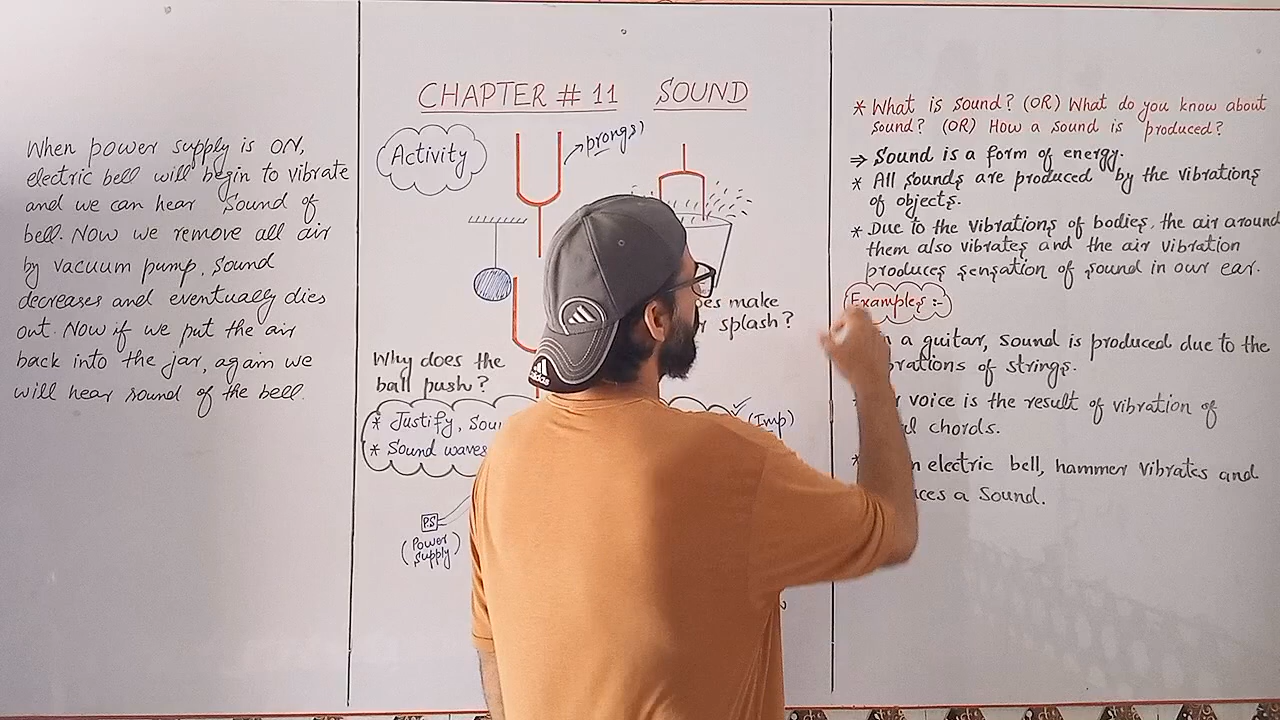 When power supply is ON,
electric bell will begin to vibrate
and we can hear Sound of
bell. Now we remove all air
by vacuum pump, sound
decreases and eventually dies
out. Now if we put the air
back into the jar, again we
will hear sound of the bell.
CHAPTER # 11 SOUND
Activity
prongs)
Why does the
ball push?
make
splash?
* Justify,
* Sound waves
(Imp)
P.S
(Power
Supply)
adidas
* What is sound? (OR) What do you know about
sound? (OR) How a sound is produced?
⇒ Sound is a form of energy.
* All sounds are produced by the vibrations
of objects.
* Due to the vibrations of bodies, the air around
them also vibrates and the air vibration
produces sensation of sound in our ear.
Examples :-
a guitar, sound is produced due to the
of strings.
* voice is the result of vibration of
chords.
* electric bell, hammer vibrates and
a sound.